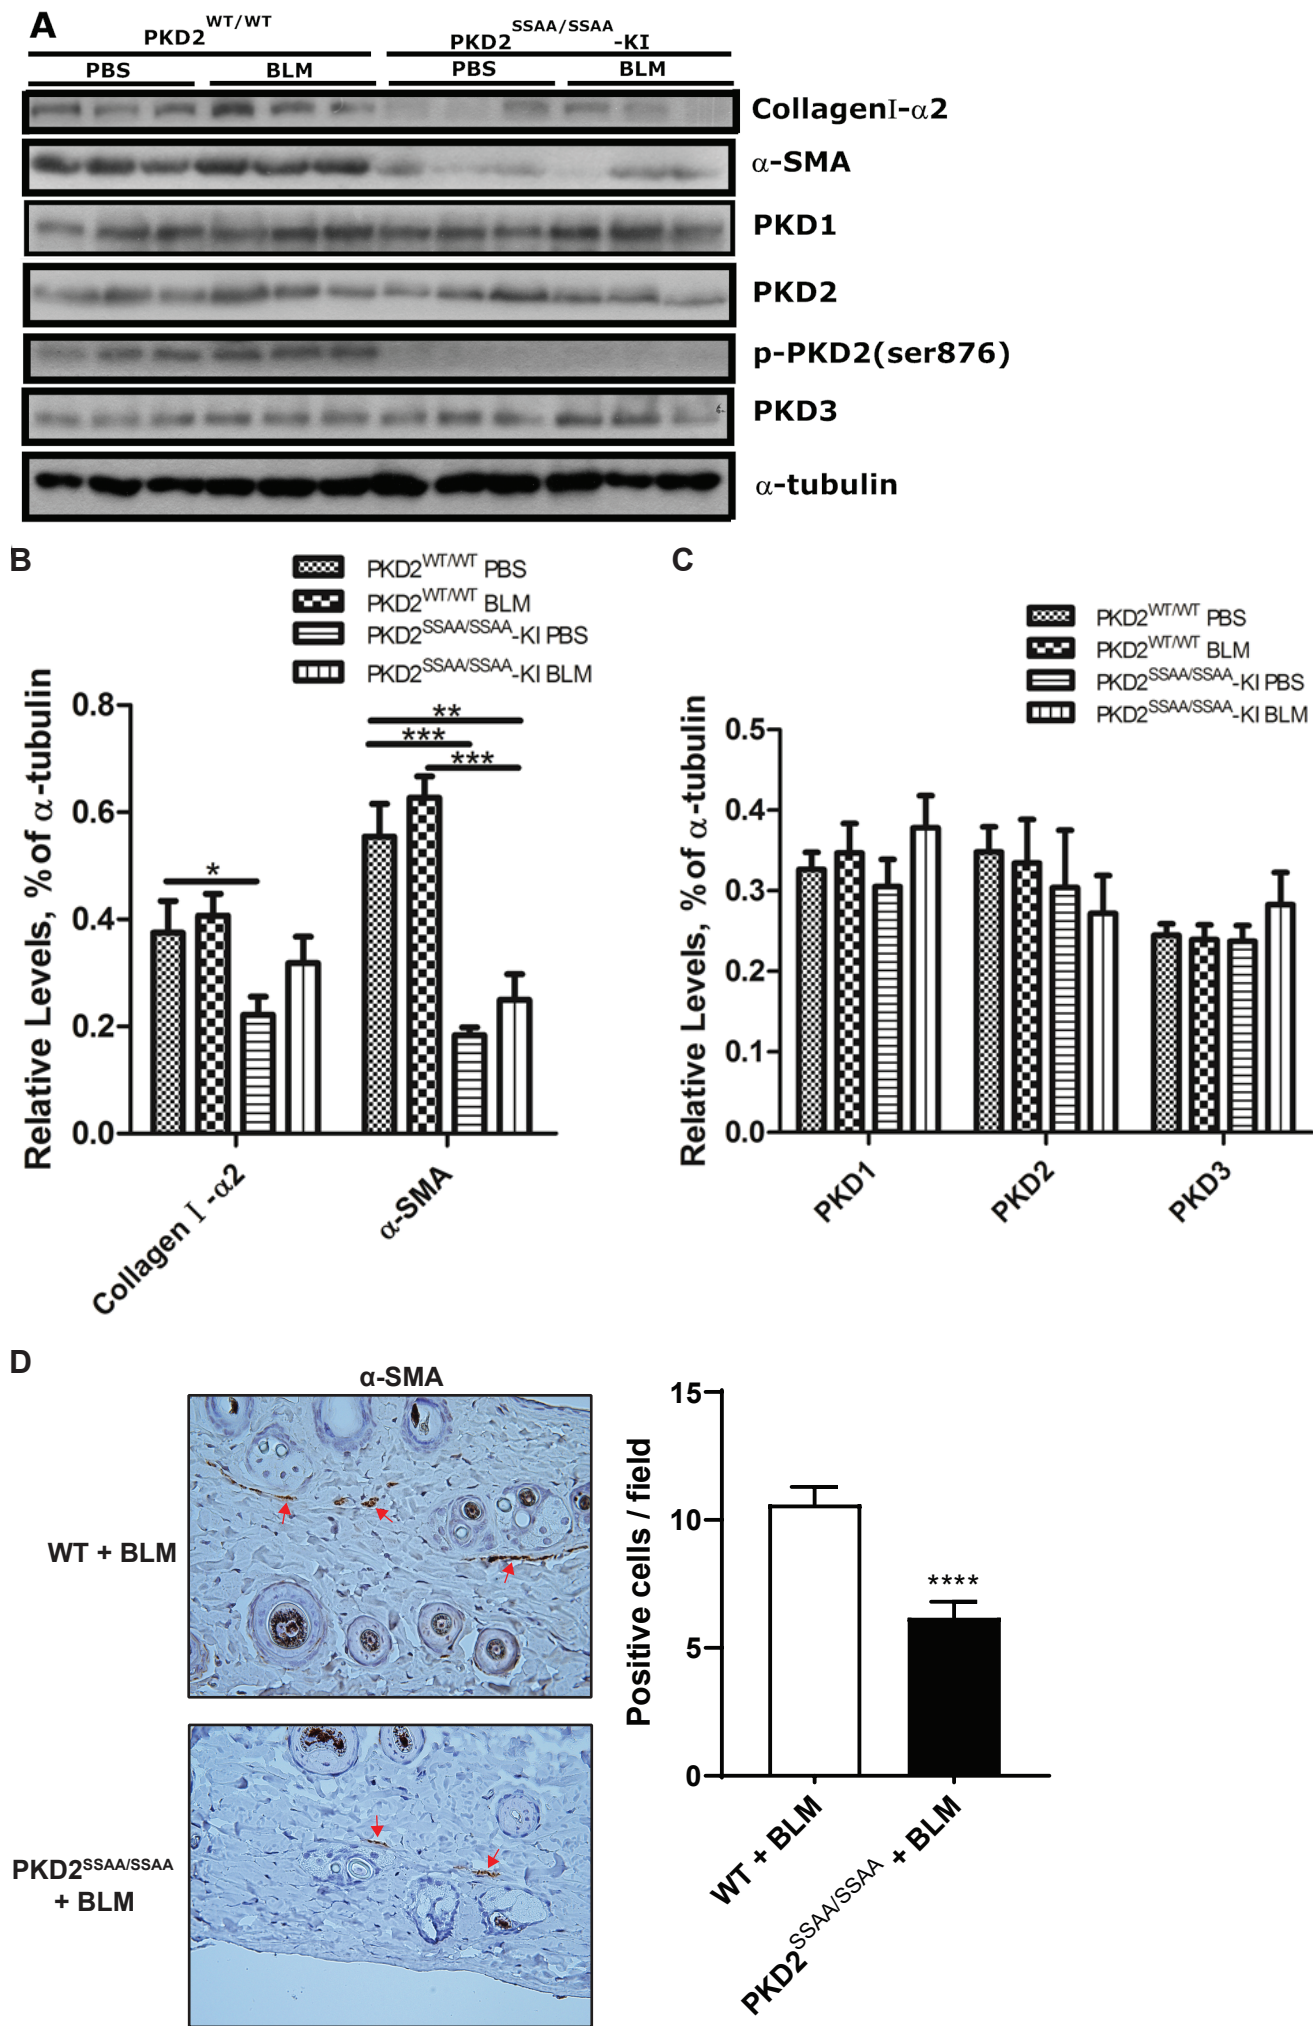 A
PKD2WT/WT
PKD2SSAA/SSAA-KI
PBS
BLM
PBS
BLM
CollagenI-α2
α-SMA
PKD1
PKD2
p-PKD2(ser876)
PKD3
α-tubulin
B
PKD2WT/WT PBS
PKD2WT/WT BLM
PKD2SSAA/SSAA-KI PBS
PKD2SSAA/SSAA-KI BLM
Relative Levels, % of α-tubulin
0.8
0.6
0.4
0.2
0.0
*
**
***
***
Collagen Ⅰ-α2
α-SMA
C
PKD2WT/WT PBS
PKD2WT/WT BLM
PKD2SSAA/SSAA-KI PBS
PKD2SSAA/SSAA-KI BLM
Relative Levels, % of α-tubulin
0.5
0.4
0.3
0.2
0.1
0.0
PKD1
PKD2
PKD3
D
α-SMA
WT + BLM
PKD2SSAA/SSAA
+ BLM
Positive cells / field
15
10
5
0
****
WT + BLM
PKD2SSAA/SSAA + BLM